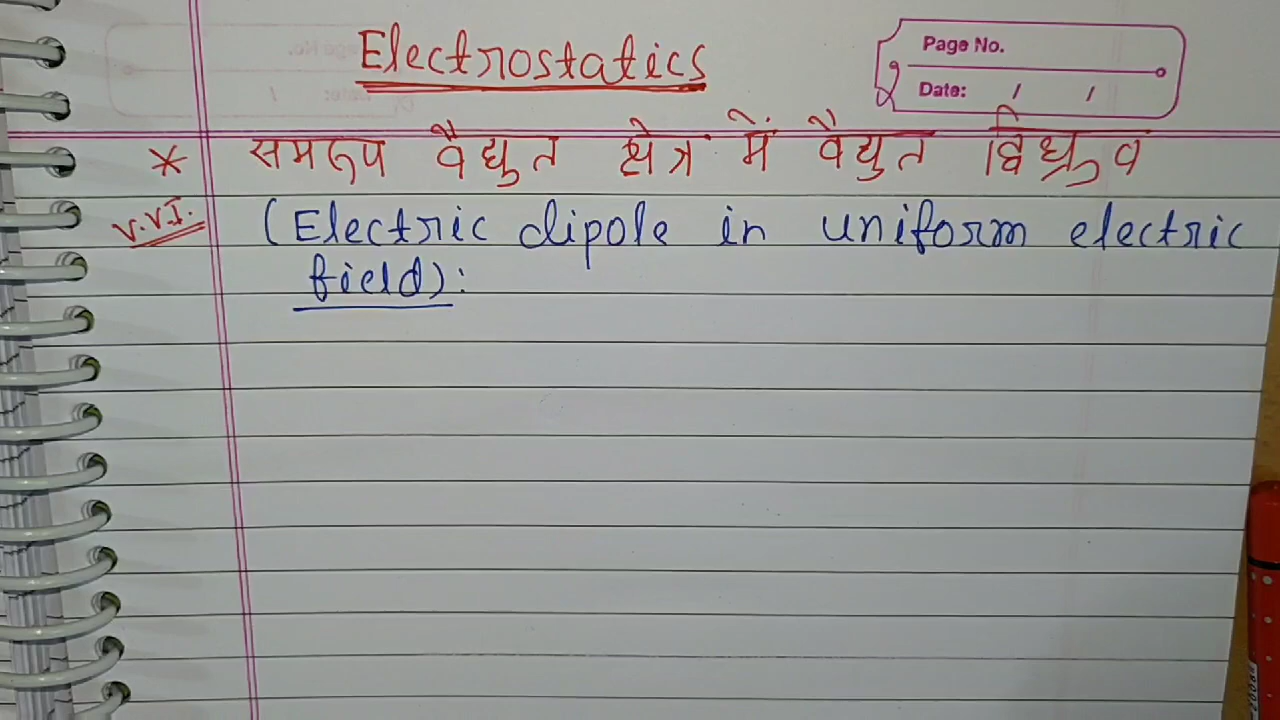 Electrostatics
Page No.
Date: / /
* समरूप वैद्युत क्षेत्र में वैद्युत द्विध्रुव
V.V.I. (Electric dipole in uniform electric
field):